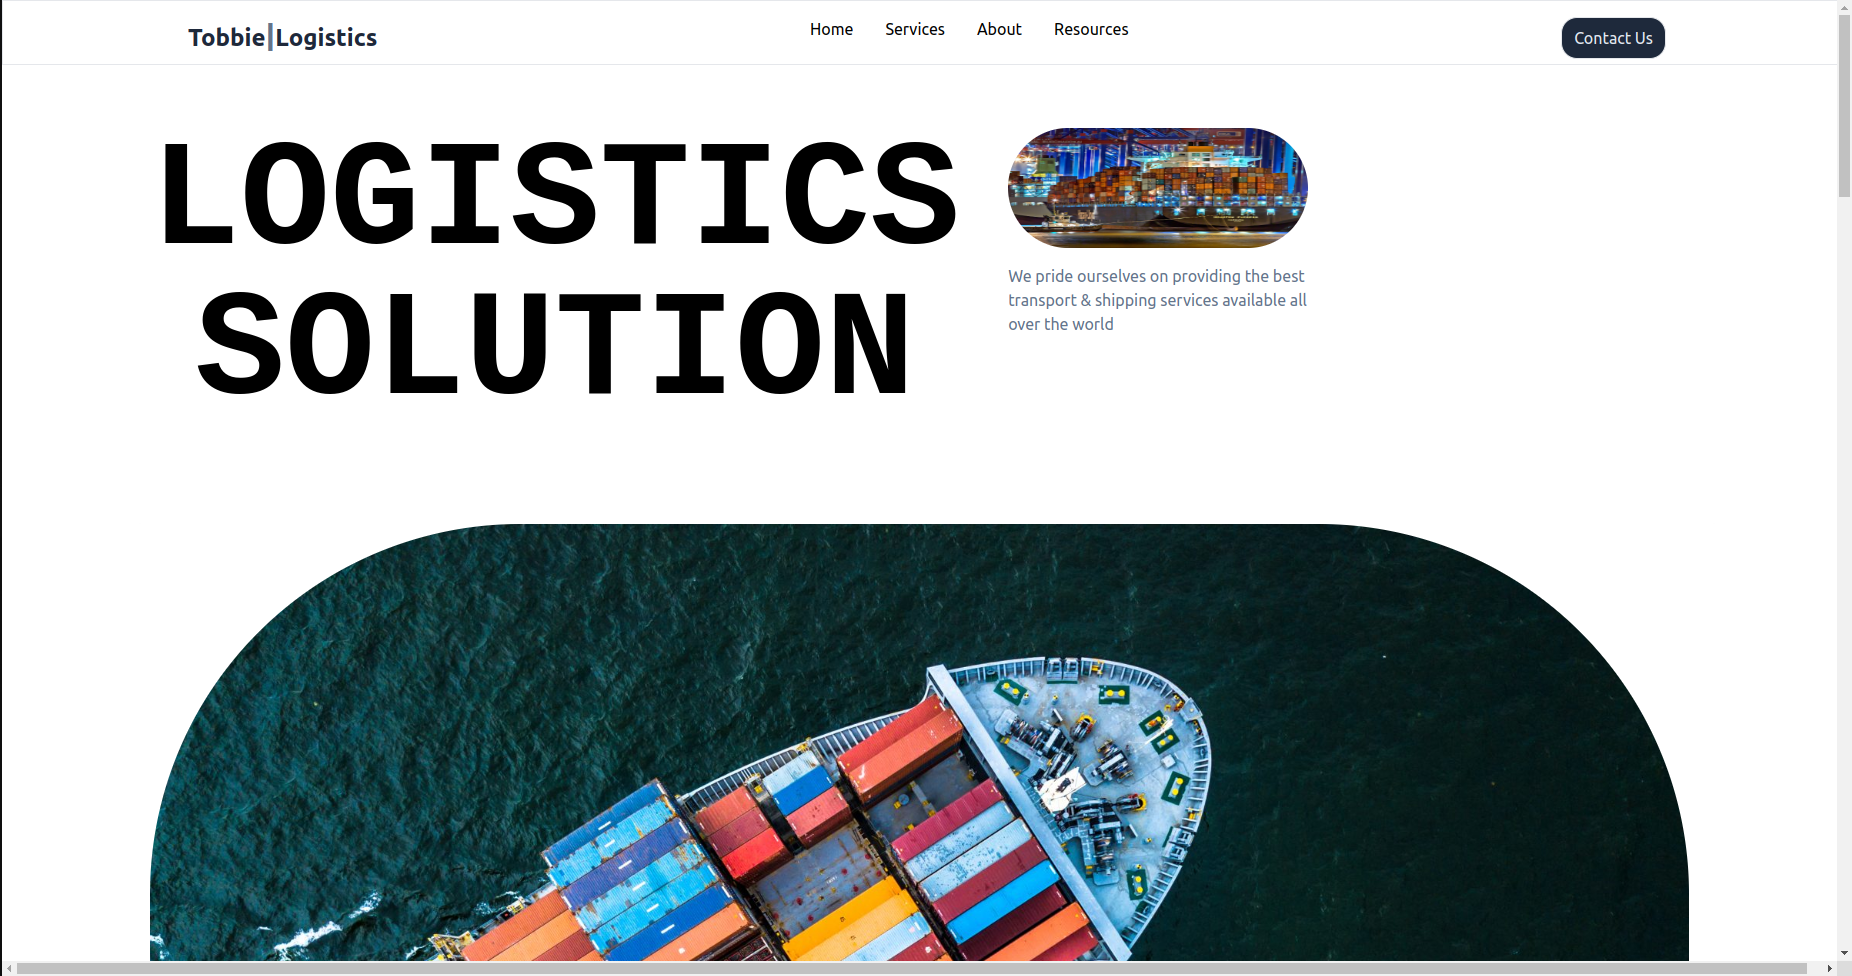 Tobbie|Logistics
Home Services About Resources
Contact Us
LOGISTICS
SOLUTION
We pride ourselves on providing the best
transport & shipping services available all
over the world